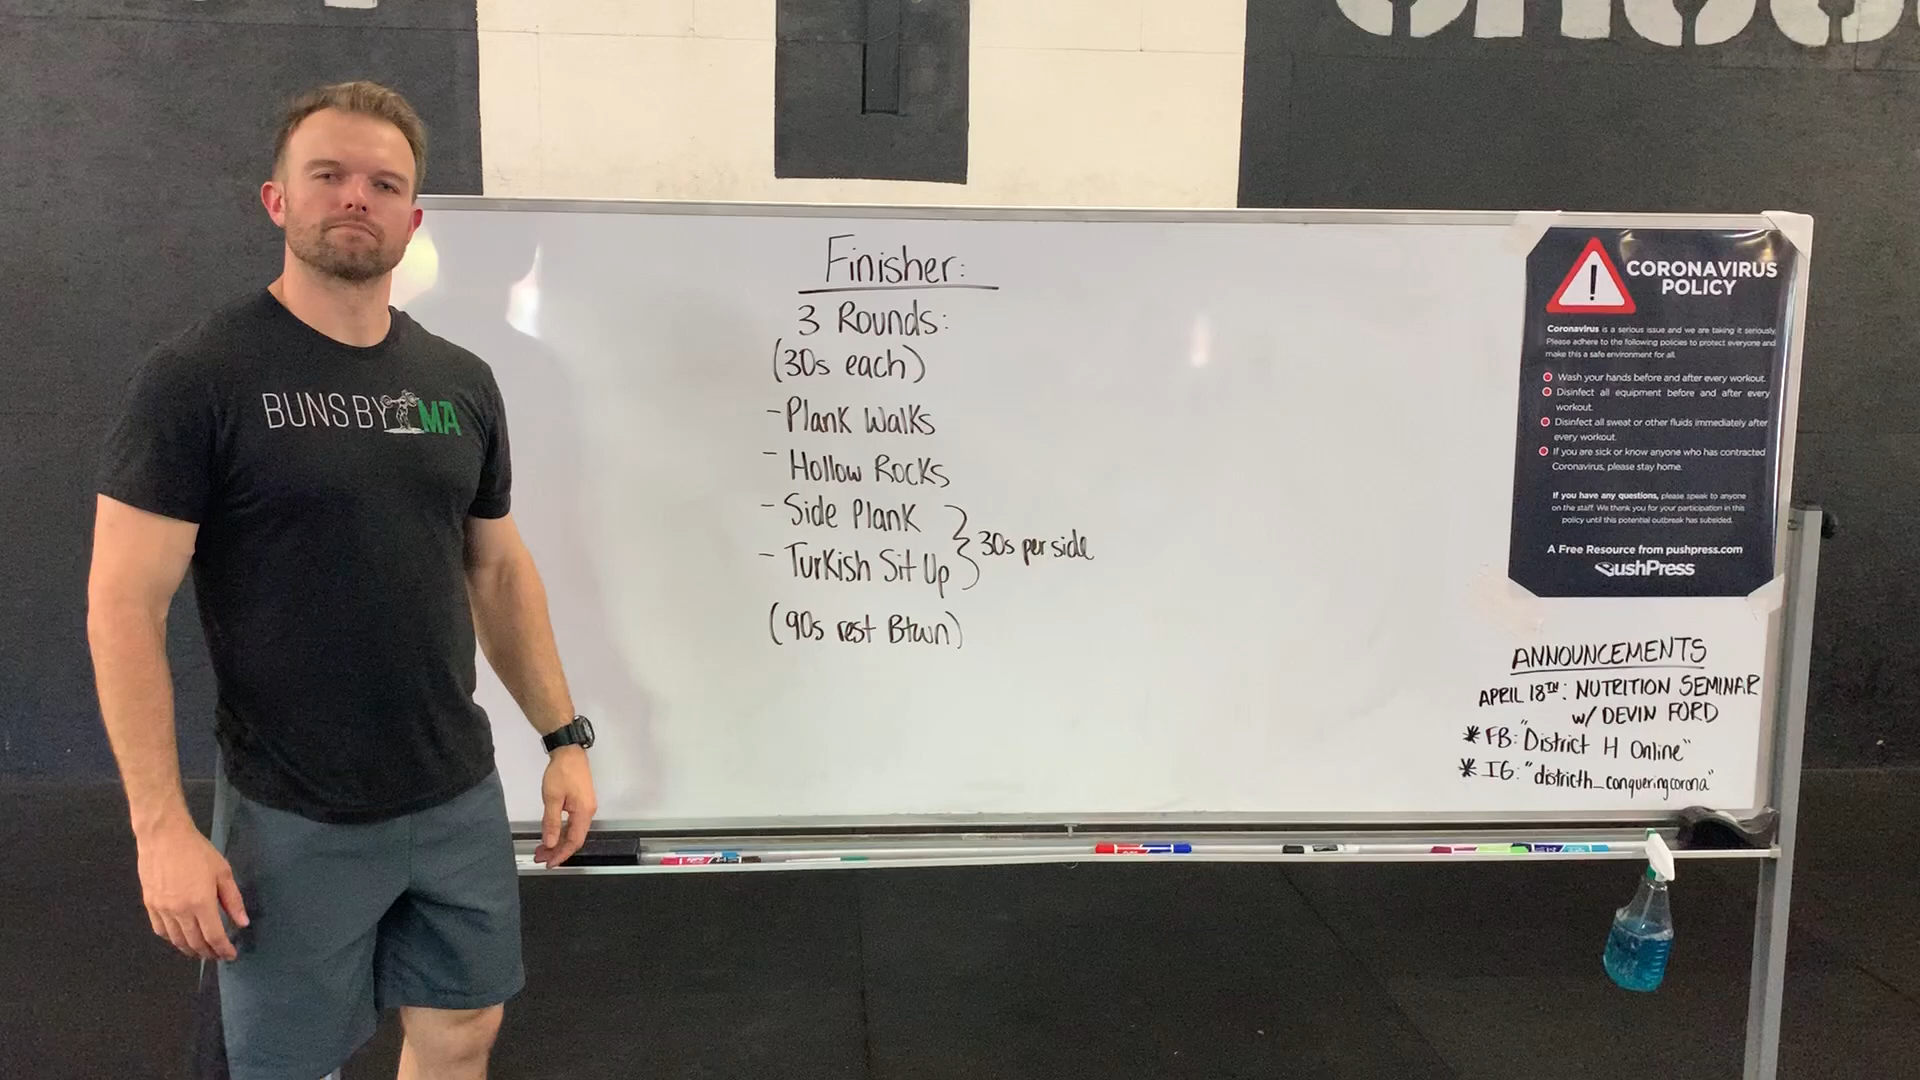 BUNS BY MA
Finisher:
3 Rounds:
(30s each)
- Plank Walks
- Hollow Rocks
- Side Plank
- Turkish Sit Up
30s per side
(90s rest Btwn)
CORONAVIRUS
POLICY
Coronavirus is a serious issue and we are taking it seriously.
Please adhere to the following policies to protect everyone and
make this a safe environment for all.
Wash your hands before and after every workout.
Disinfect all equipment before and after every
workout.
Disinfect all sweat or other fluids immediately after
every workout.
If you are sick or know anyone who has contracted
Coronavirus, please stay home.
If you have any questions, please speak to anyone
on the staff. We thank you for your participation in this
policy until this potential outbreak has subsided.
A Free Resource from pushpress.com
PushPress
ANNOUNCEMENTS
APRIL 18TH: NUTRITION SEMINAR
w/ DEVIN FORD
* FB: "District H Online"
* IG: "districth_conqueringcorona"